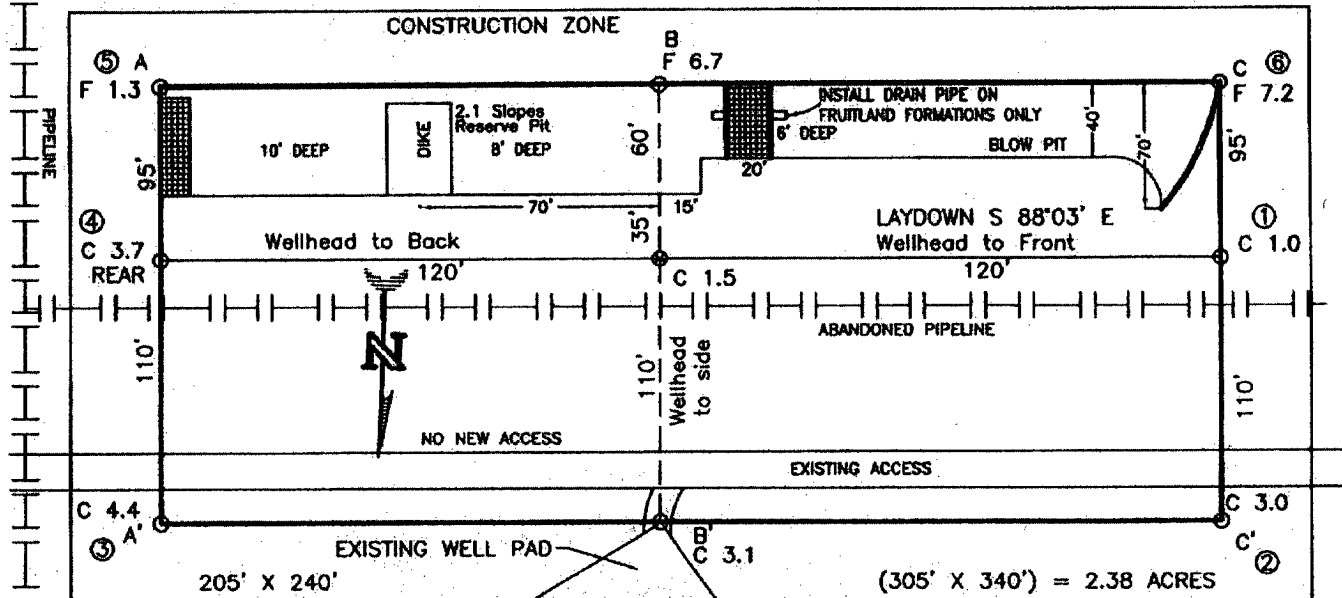 CONSTRUCTION ZONE
⑤ A
F 1.3
B
F 6.7
C ⑥
F 7.2
PIPELINE
95'
10' DEEP
DIKE
2.1 Slopes
Reserve Pit
8' DEEP
60'
INSTALL DRAIN PIPE ON
FRUITLAND FORMATIONS ONLY
6' DEEP
20'
BLOW PIT
40'
70'
95'
70'
15'
35'
④
C 3.7
REAR
Wellhead to Back
120'
C 1.5
LAYDOWN S 88°03' E
Wellhead to Front
120'
①
C 1.0
ABANDONED PIPELINE
110'
N
110'
Wellhead
to side
110'
NO NEW ACCESS
EXISTING ACCESS
C 4.4
③ A'
B'
C 3.1
C 3.0
C'
②
EXISTING WELL PAD
205' X 240'
(305' X 340') = 2.38 ACRES